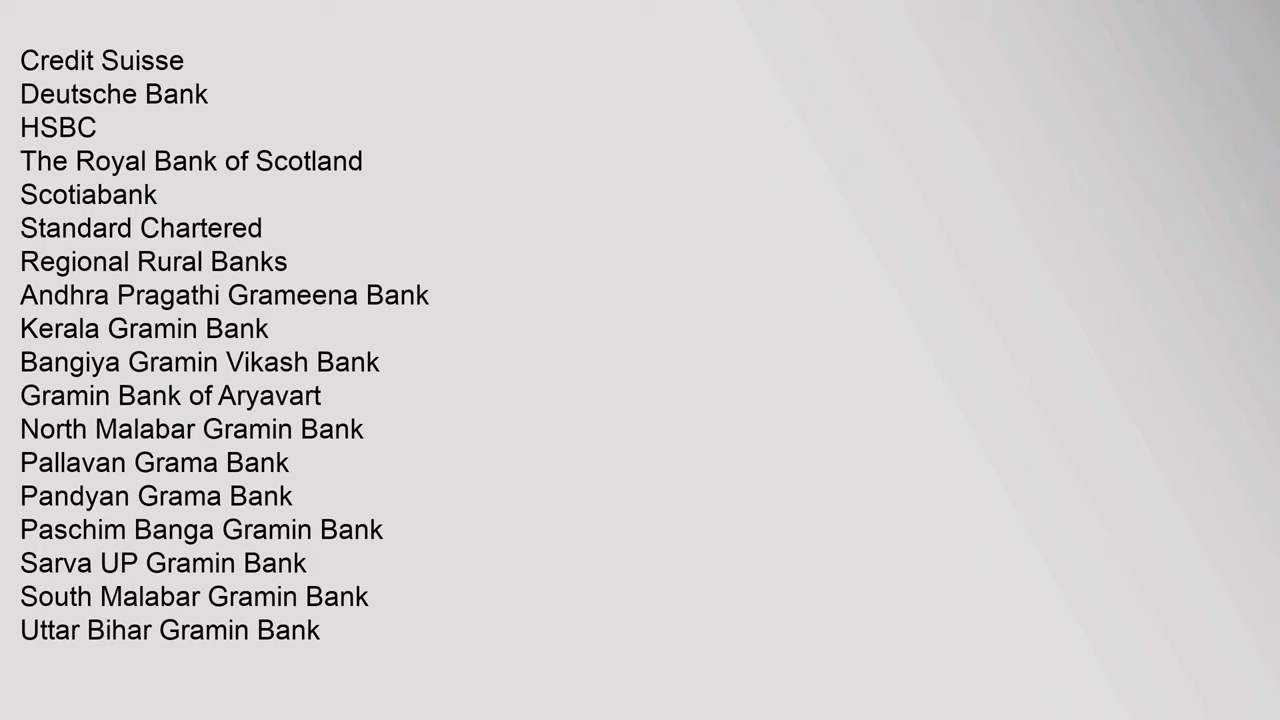 Credit Suisse
Deutsche Bank
HSBC
The Royal Bank of Scotland
Scotiabank
Standard Chartered
Regional Rural Banks
Andhra Pragathi Grameena Bank
Kerala Gramin Bank
Bangiya Gramin Vikash Bank
Gramin Bank of Aryavart
North Malabar Gramin Bank
Pallavan Grama Bank
Pandyan Grama Bank
Paschim Banga Gramin Bank
Sarva UP Gramin Bank
South Malabar Gramin Bank
Uttar Bihar Gramin Bank